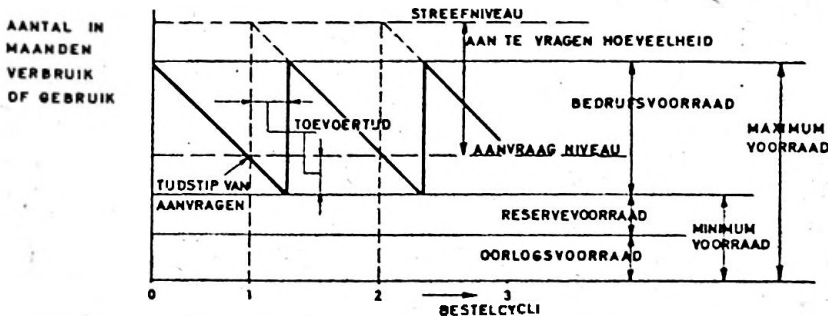 AANTAL IN
MAANDEN
VERBRUIK
OF GEBRUIK
STREEFNIVEAU
AAN TE VRAGEN HOEVEELHEID
BEDRIJFSVOORRAAD
MAXIMUM
VOORRAAD
TOEVOERTIJD
AANVRAAG NIVEAU
TIJDSTIP VAN
AANVRAGEN
RESERVEVOORRAAD
MINIMUM
VOORRAAD
OORLOGSVOORRAAD
0 1 2 3
BESTELCYCLI